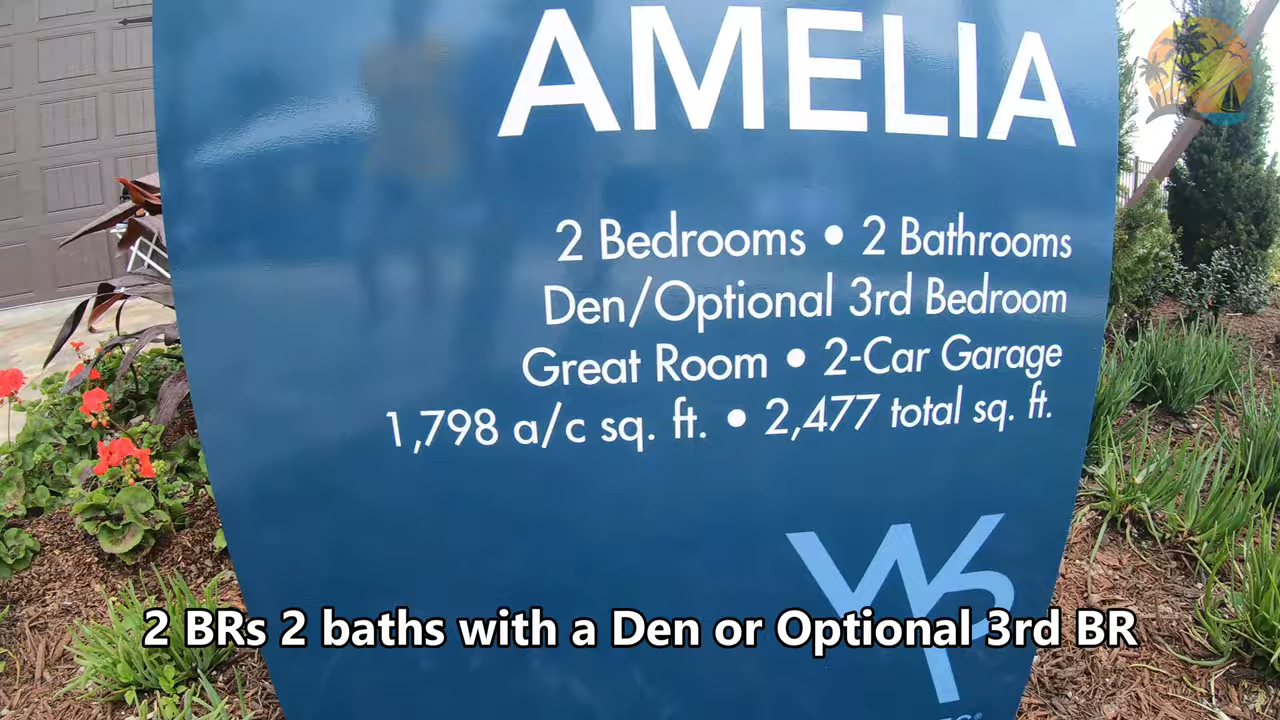 AMELIA
2 Bedrooms • 2 Bathrooms
Den/Optional 3rd Bedroom
Great Room • 2-Car Garage
1,798 a/c sq. ft. • 2,477 total sq. ft.
2 BRs 2 baths with a Den or Optional 3rd BR